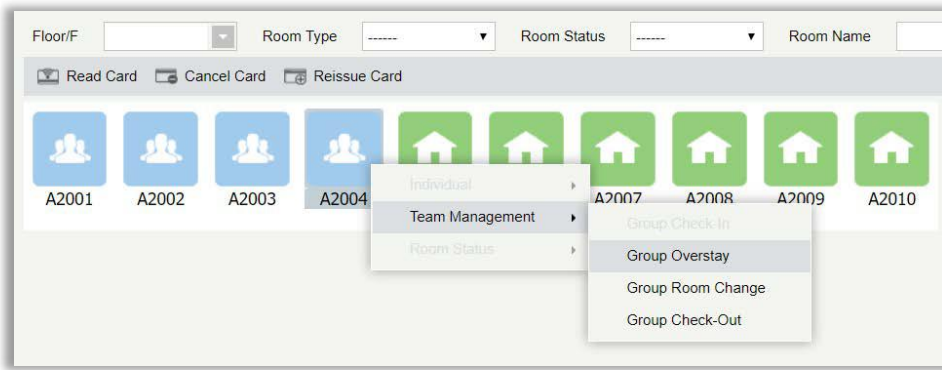 Floor/F Room Type ------ Room Status ------ Room Name
Read Card Cancel Card Reissue Card
A2001 A2002 A2003 A2004 A2007 A2008 A2009 A2010
Individual
Team Management
Room Status
Group Check-In
Group Overstay
Group Room Change
Group Check-Out